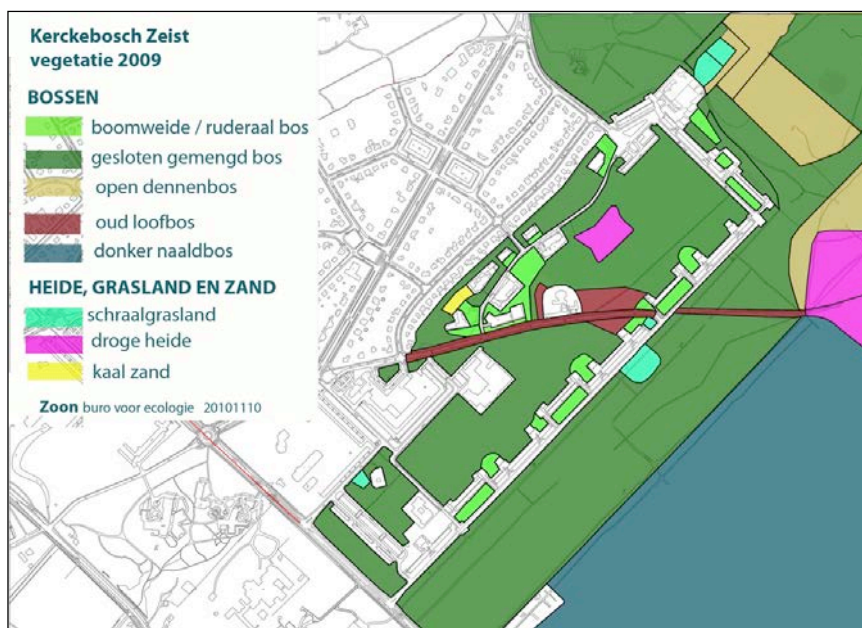 Kerckebosch Zeist
vegetatie 2009
BOSSEN
boomweide / ruderaal bos
gesloten gemengd bos
open dennenbos
oud loofbos
donker naaldbos
HEIDE, GRASLAND EN ZAND
schraalgrasland
droge heide
kaal zand
Zoon buro voor ecologie 20101110